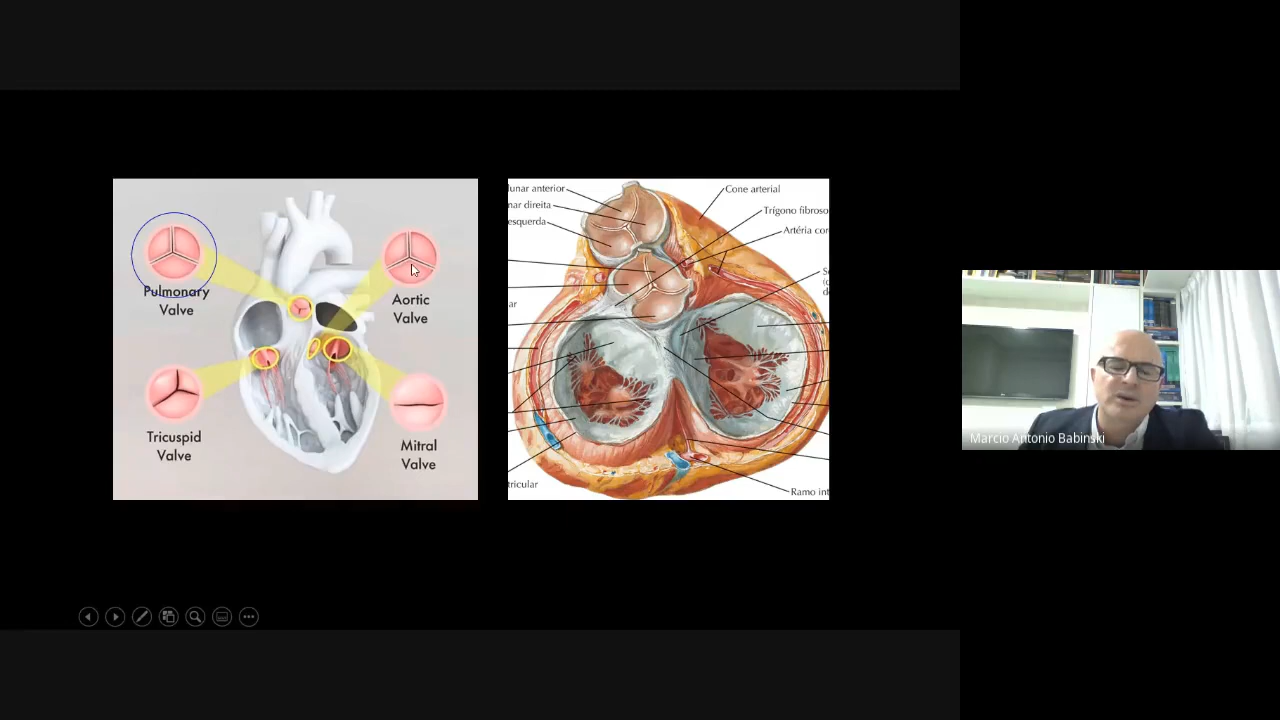 Pulmonary
Valve
Aortic
Valve
Tricuspid
Valve
Mitral
Valve
lunar anterior
nar direita
esquerda
ar
tricular
Cone arterial
Trígono fibroso
Artéria cor
Ramo int
Marcio Antonio Babinski